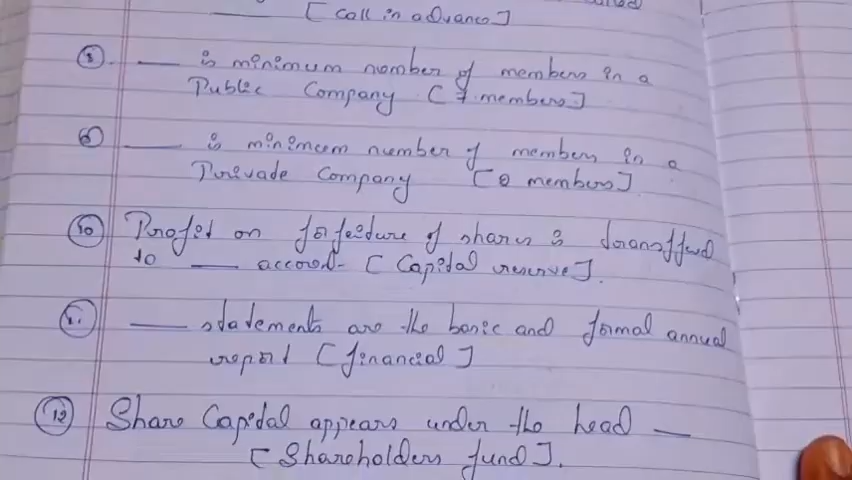 [Call in advance]
8. ___ is minimum number of members in a
Public Company [7 members]
___ is minimum number of members in a
Private Company [2 members]
10 Profit on forfeiture of shares is transffed
to ___ account. [Capital reserve].
11. ___ statements are the basic and formal annual
report [financial]
12 Share Capital appears under the head ___
[Shareholders fund].